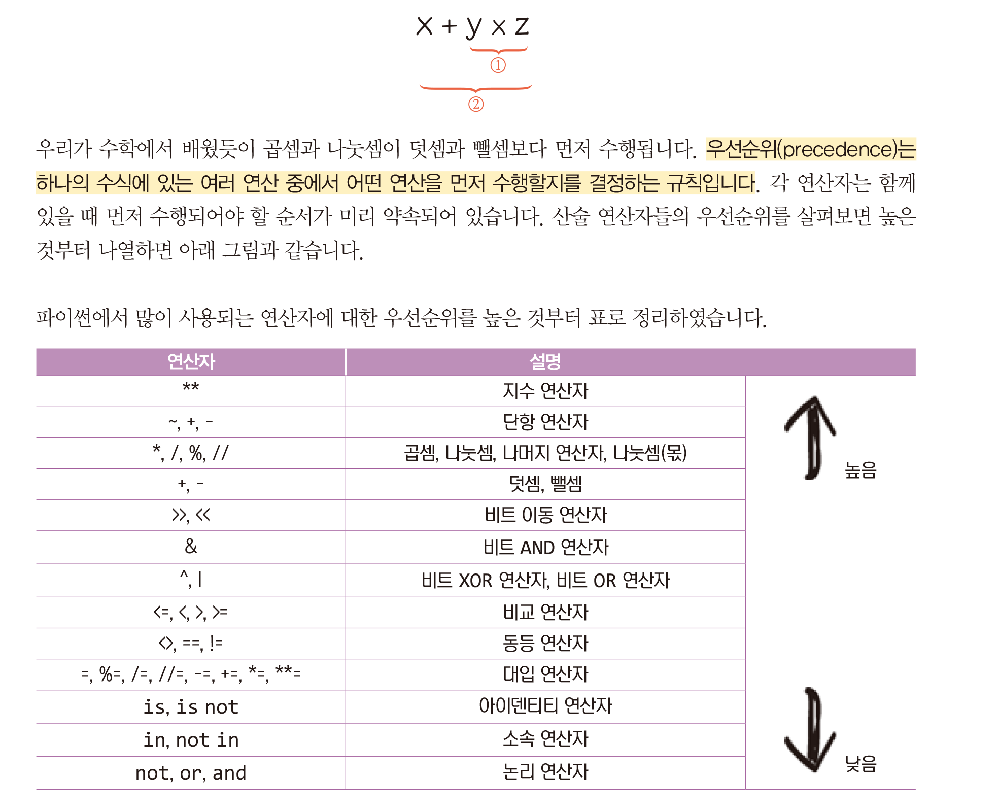 x + y x z
①
②
우리가 수학에서 배웠듯이 곱셈과 나눗셈이 덧셈과 뺄셈보다 먼저 수행됩니다. 우선순위(precedence)는
하나의 수식에 있는 여러 연산 중에서 어떤 연산을 먼저 수행할지를 결정하는 규칙입니다. 각 연산자는 함께
있을 때 먼저 수행되어야 할 순서가 미리 약속되어 있습니다. 산술 연산자들의 우선순위를 살펴보면 높은
것부터 나열하면 아래 그림과 같습니다.
파이썬에서 많이 사용되는 연산자에 대한 우선순위를 높은 것부터 표로 정리하였습니다.
연산자 설명
** 지수 연산자
~, +, - 단항 연산자
*, /, %, // 곱셈, 나눗셈, 나머지 연산자, 나눗셈(몫)
높음
+, - 덧셈, 뺄셈
>>, << 비트 이동 연산자
& 비트 AND 연산자
^, | 비트 XOR 연산자, 비트 OR 연산자
<=, <, >, >= 비교 연산자
<>, ==, != 동등 연산자
=, %=, /=, //=, -=, +=, *=, **= 대입 연산자
is, is not 아이덴티티 연산자
in, not in 소속 연산자
not, or, and 논리 연산자
낮음